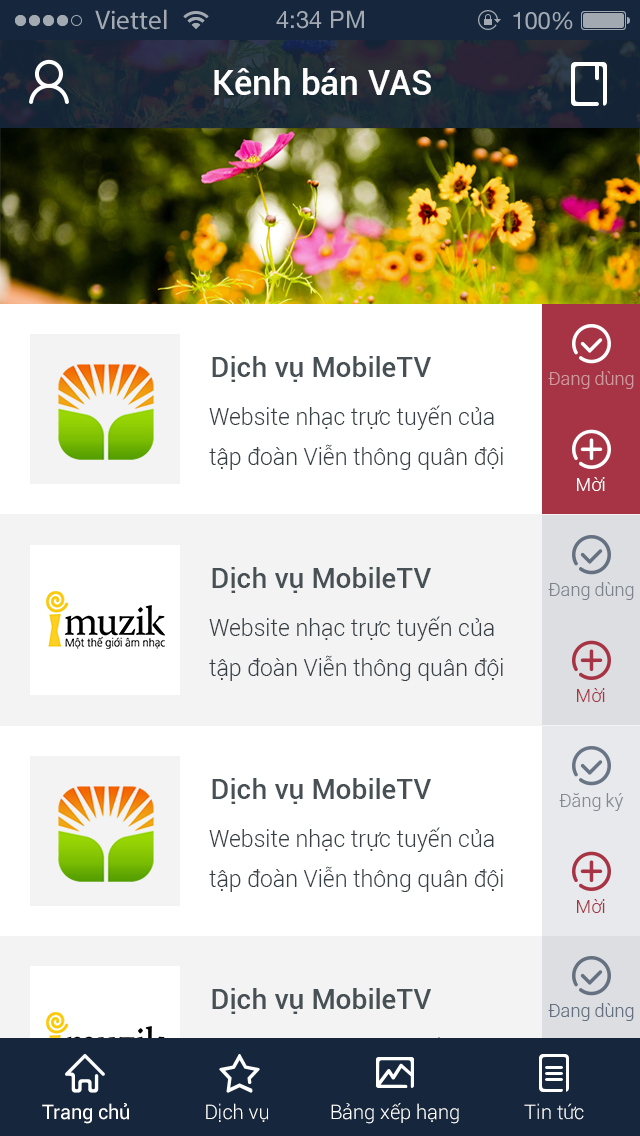 Viettel 4:34 PM 100%
Kênh bán VAS
Dịch vụ MobileTV
Website nhạc trực tuyến của
tập đoàn Viễn thông quân đội
Đang dùng
Mời
imuzik
Một thế giới âm nhạc
Dịch vụ MobileTV
Website nhạc trực tuyến của
tập đoàn Viễn thông quân đội
Đang dùng
Mời
Dịch vụ MobileTV
Website nhạc trực tuyến của
tập đoàn Viễn thông quân đội
Đăng ký
Mời
imuzik
Dịch vụ MobileTV
Đang dùng
Trang chủ Dịch vụ Bảng xếp hạng Tin tức